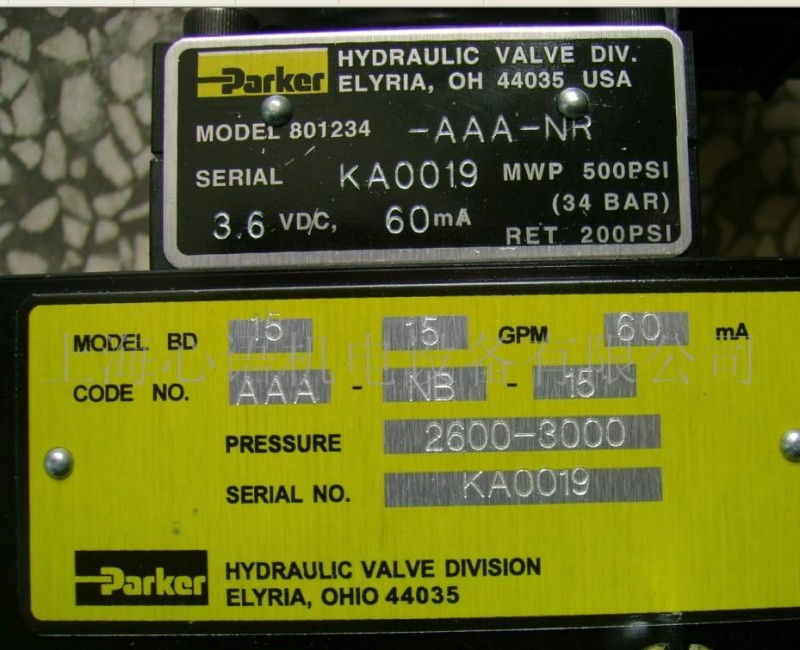 Parker HYDRAULIC VALVE DIV.
ELYRIA, OH 44035 USA
MODEL 801234 -AAA-NR
SERIAL KA0019 MWP 500PSI
(34 BAR)
3.6 VDC, 60mA
RET 200PSI
MODEL BD 15 15 GPM 60 mA
CODE NO. AAA - NB - 15
PRESSURE 2600-3000
SERIAL NO. KA0019
Parker HYDRAULIC VALVE DIVISION
ELYRIA, OHIO 44035